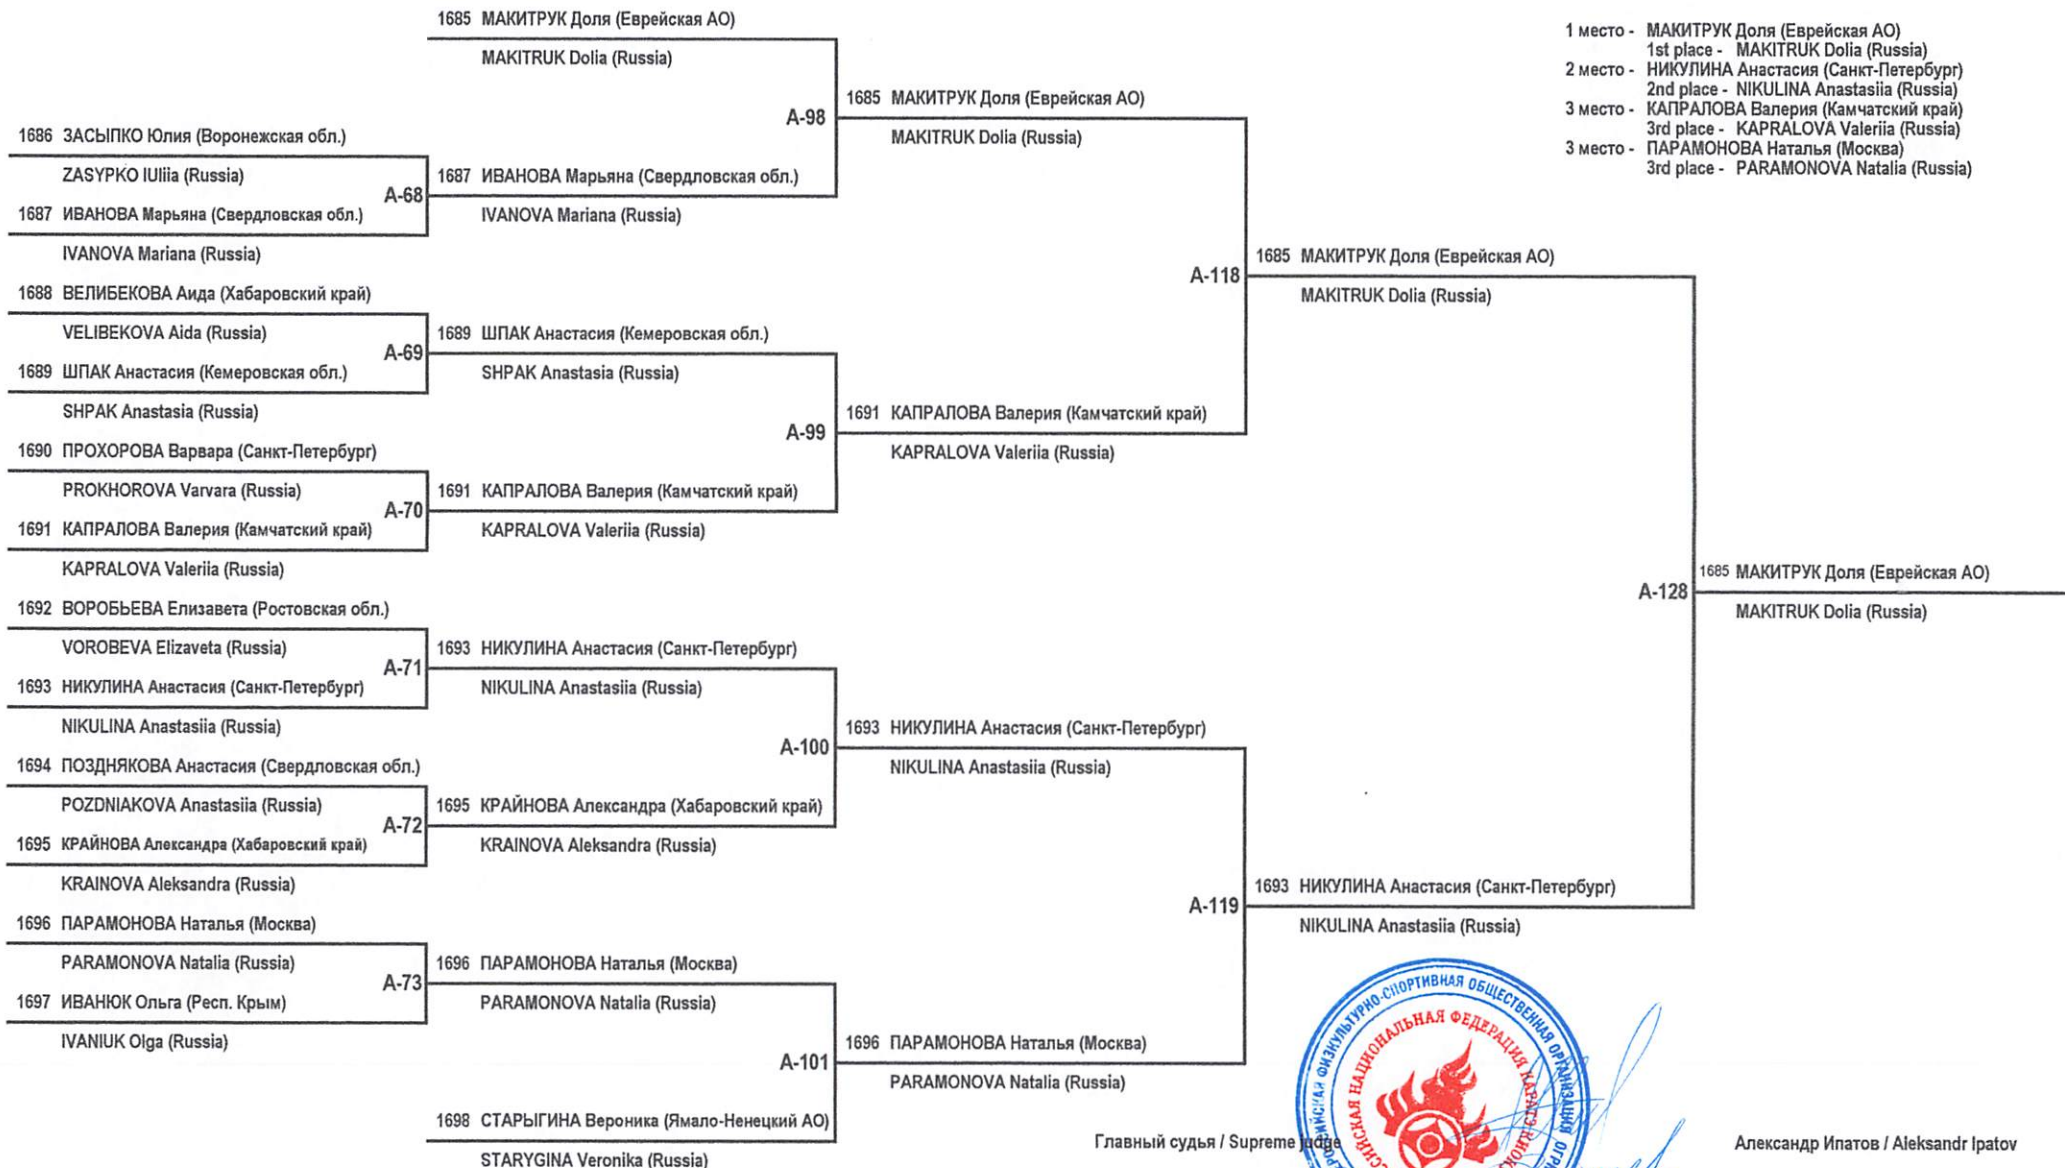 1685 МАКИТРУК Доля (Еврейская АО)
MAKITRUK Dolia (Russia)
1 место - МАКИТРУК Доля (Еврейская АО)
1st place - MAKITRUK Dolia (Russia)
2 место - НИКУЛИНА Анастасия (Санкт-Петербург)
2nd place - NIKULINA Anastasiia (Russia)
3 место - КАПРАЛОВА Валерия (Камчатский край)
3rd place - KAPRALOVA Valeriia (Russia)
3 место - ПАРАМОНОВА Наталья (Москва)
3rd place - PARAMONOVA Natalia (Russia)
1686 ЗАСЫПКО Юлия (Воронежская обл.)
ZASYPKO IUliia (Russia)
A-68
1687 ИВАНОВА Марьяна (Свердловская обл.)
IVANOVA Mariana (Russia)
1688 ВЕЛИБЕКОВА Аида (Хабаровский край)
VELIBEKOVA Aida (Russia)
A-69
1689 ШПАК Анастасия (Кемеровская обл.)
SHPAK Anastasia (Russia)
1690 ПРОХОРОВА Варвара (Санкт-Петербург)
PROKHOROVA Varvara (Russia)
A-70
1691 КАПРАЛОВА Валерия (Камчатский край)
KAPRALOVA Valeriia (Russia)
1692 ВОРОБЬЕВА Елизавета (Ростовская обл.)
VOROBEVA Elizaveta (Russia)
A-71
1693 НИКУЛИНА Анастасия (Санкт-Петербург)
NIKULINA Anastasiia (Russia)
1694 ПОЗДНЯКОВА Анастасия (Свердловская обл.)
POZDNIAKOVA Anastasiia (Russia)
A-72
1695 КРАЙНОВА Александра (Хабаровский край)
KRAINOVA Aleksandra (Russia)
1696 ПАРАМОНОВА Наталья (Москва)
PARAMONOVA Natalia (Russia)
A-73
1697 ИВАНЮК Ольга (Респ. Крым)
IVANIUK Olga (Russia)
A-98
1687 ИВАНОВА Марьяна (Свердловская обл.)
IVANOVA Mariana (Russia)
1689 ШПАК Анастасия (Кемеровская обл.)
SHPAK Anastasia (Russia)
A-99
1691 КАПРАЛОВА Валерия (Камчатский край)
KAPRALOVA Valeriia (Russia)
1693 НИКУЛИНА Анастасия (Санкт-Петербург)
NIKULINA Anastasiia (Russia)
A-100
1695 КРАЙНОВА Александра (Хабаровский край)
KRAINOVA Aleksandra (Russia)
1696 ПАРАМОНОВА Наталья (Москва)
PARAMONOVA Natalia (Russia)
A-101
1698 СТАРЫГИНА Вероника (Ямало-Ненецкий АО)
STARYGINA Veronika (Russia)
1685 МАКИТРУК Доля (Еврейская АО)
MAKITRUK Dolia (Russia)
A-118
1691 КАПРАЛОВА Валерия (Камчатский край)
KAPRALOVA Valeriia (Russia)
1693 НИКУЛИНА Анастасия (Санкт-Петербург)
NIKULINA Anastasiia (Russia)
A-119
1696 ПАРАМОНОВА Наталья (Москва)
PARAMONOVA Natalia (Russia)
1685 МАКИТРУК Доля (Еврейская АО)
MAKITRUK Dolia (Russia)
A-128
1693 НИКУЛИНА Анастасия (Санкт-Петербург)
NIKULINA Anastasiia (Russia)
1685 МАКИТРУК Доля (Еврейская АО)
MAKITRUK Dolia (Russia)
ФИЗКУЛЬТУРНО-СПОРТИВНАЯ ОБЩЕСТВЕННАЯ ОРГАНИЗАЦИЯ
НАЦИОНАЛЬНАЯ ФЕДЕРАЦИЯ
Главный судья / Supreme judge
Александр Ипатов / Aleksandr Ipatov